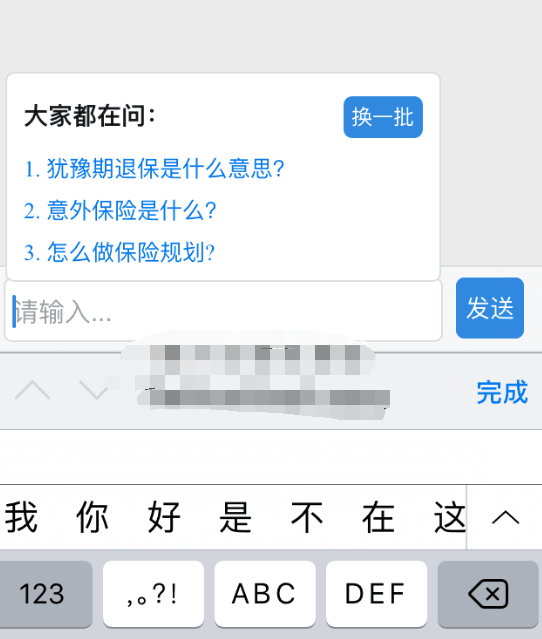 大家都在问：
换一批
1. 犹豫期退保是什么意思？
2. 意外保险是什么？
3. 怎么做保险规划？
请输入...
发送
完成
我 你 好 是 不 在 这
123 ,。?! ABC DEF